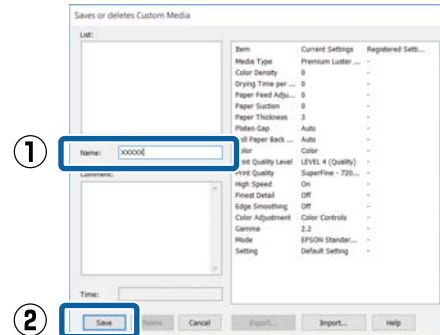 Saves or deletes Custom Media
List:
Item Current Settings Registered Setti...
Media Type Premium Luster ... -
Color Density 0 -
Drying Time per ... 0 -
Paper Feed Adju... 0 -
Paper Suction 0 -
Paper Thickness 3 -
Platen Gap Auto -
Roll Paper Back ... Auto -
① Name: XXXXX Color Color -
Print Quality Level LEVEL 4 (Quality) -
Comment: Print Quality SuperFine - 720... -
High Speed On -
Finest Detail Off -
Edge Smoothing Off -
Color Adjustment Color Controls -
Gamma 2.2 -
Mode EPSON Standar... -
Setting Default Setting -
Time:
② Save Delete Cancel Export... Import... Help